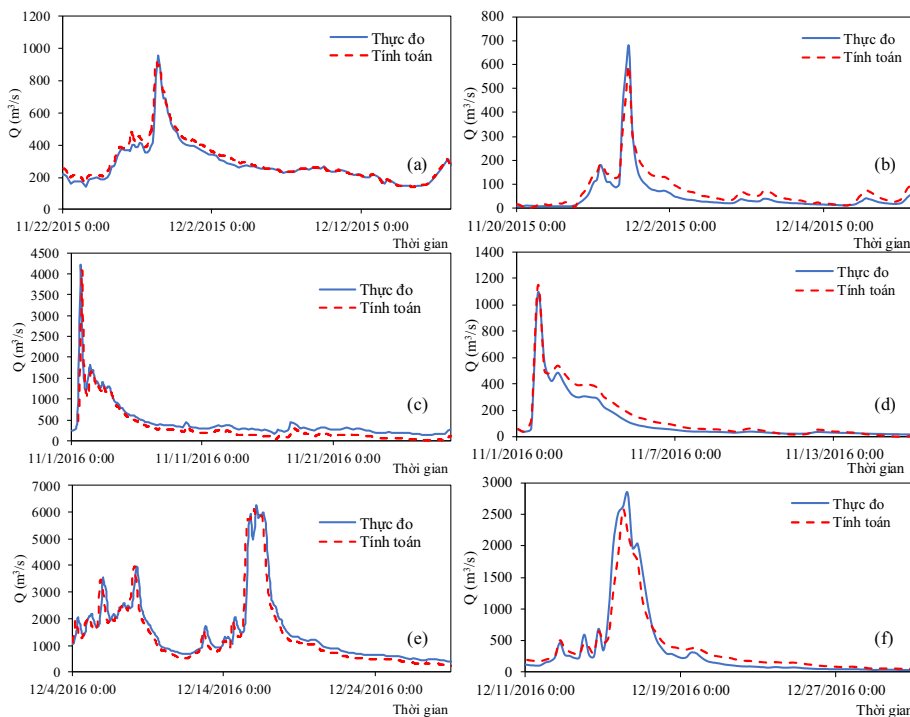 1200
1000
800
600
400
200
0
Q (m³/s)
Thực đo
Tính toán
(a)
11/22/2015 0:00
12/2/2015 0:00
12/12/2015 0:00
Thời gian
800
700
600
500
400
300
200
100
0
Q (m³/s)
Thực đo
Tính toán
(b)
11/20/2015 0:00
12/2/2015 0:00
12/14/2015 0:00
Thời gian
4500
4000
3500
3000
2500
2000
1500
1000
500
0
Q (m³/s)
Thực đo
Tính toán
(c)
11/1/2016 0:00
11/11/2016 0:00
11/21/2016 0:00
Thời gian
1400
1200
1000
800
600
400
200
0
Q (m³/s)
Thực đo
Tính toán
(d)
11/1/2016 0:00
11/7/2016 0:00
11/13/2016 0:00
Thời gian
7000
6000
5000
4000
3000
2000
1000
0
Q (m³/s)
Thực đo
Tính toán
(e)
12/4/2016 0:00
12/14/2016 0:00
12/24/2016 0:00
Thời gian
3000
2500
2000
1500
1000
500
0
Q (m³/s)
Thực đo
Tính toán
(f)
12/11/2016 0:00
12/19/2016 0:00
12/27/2016 0:00
Thời gian